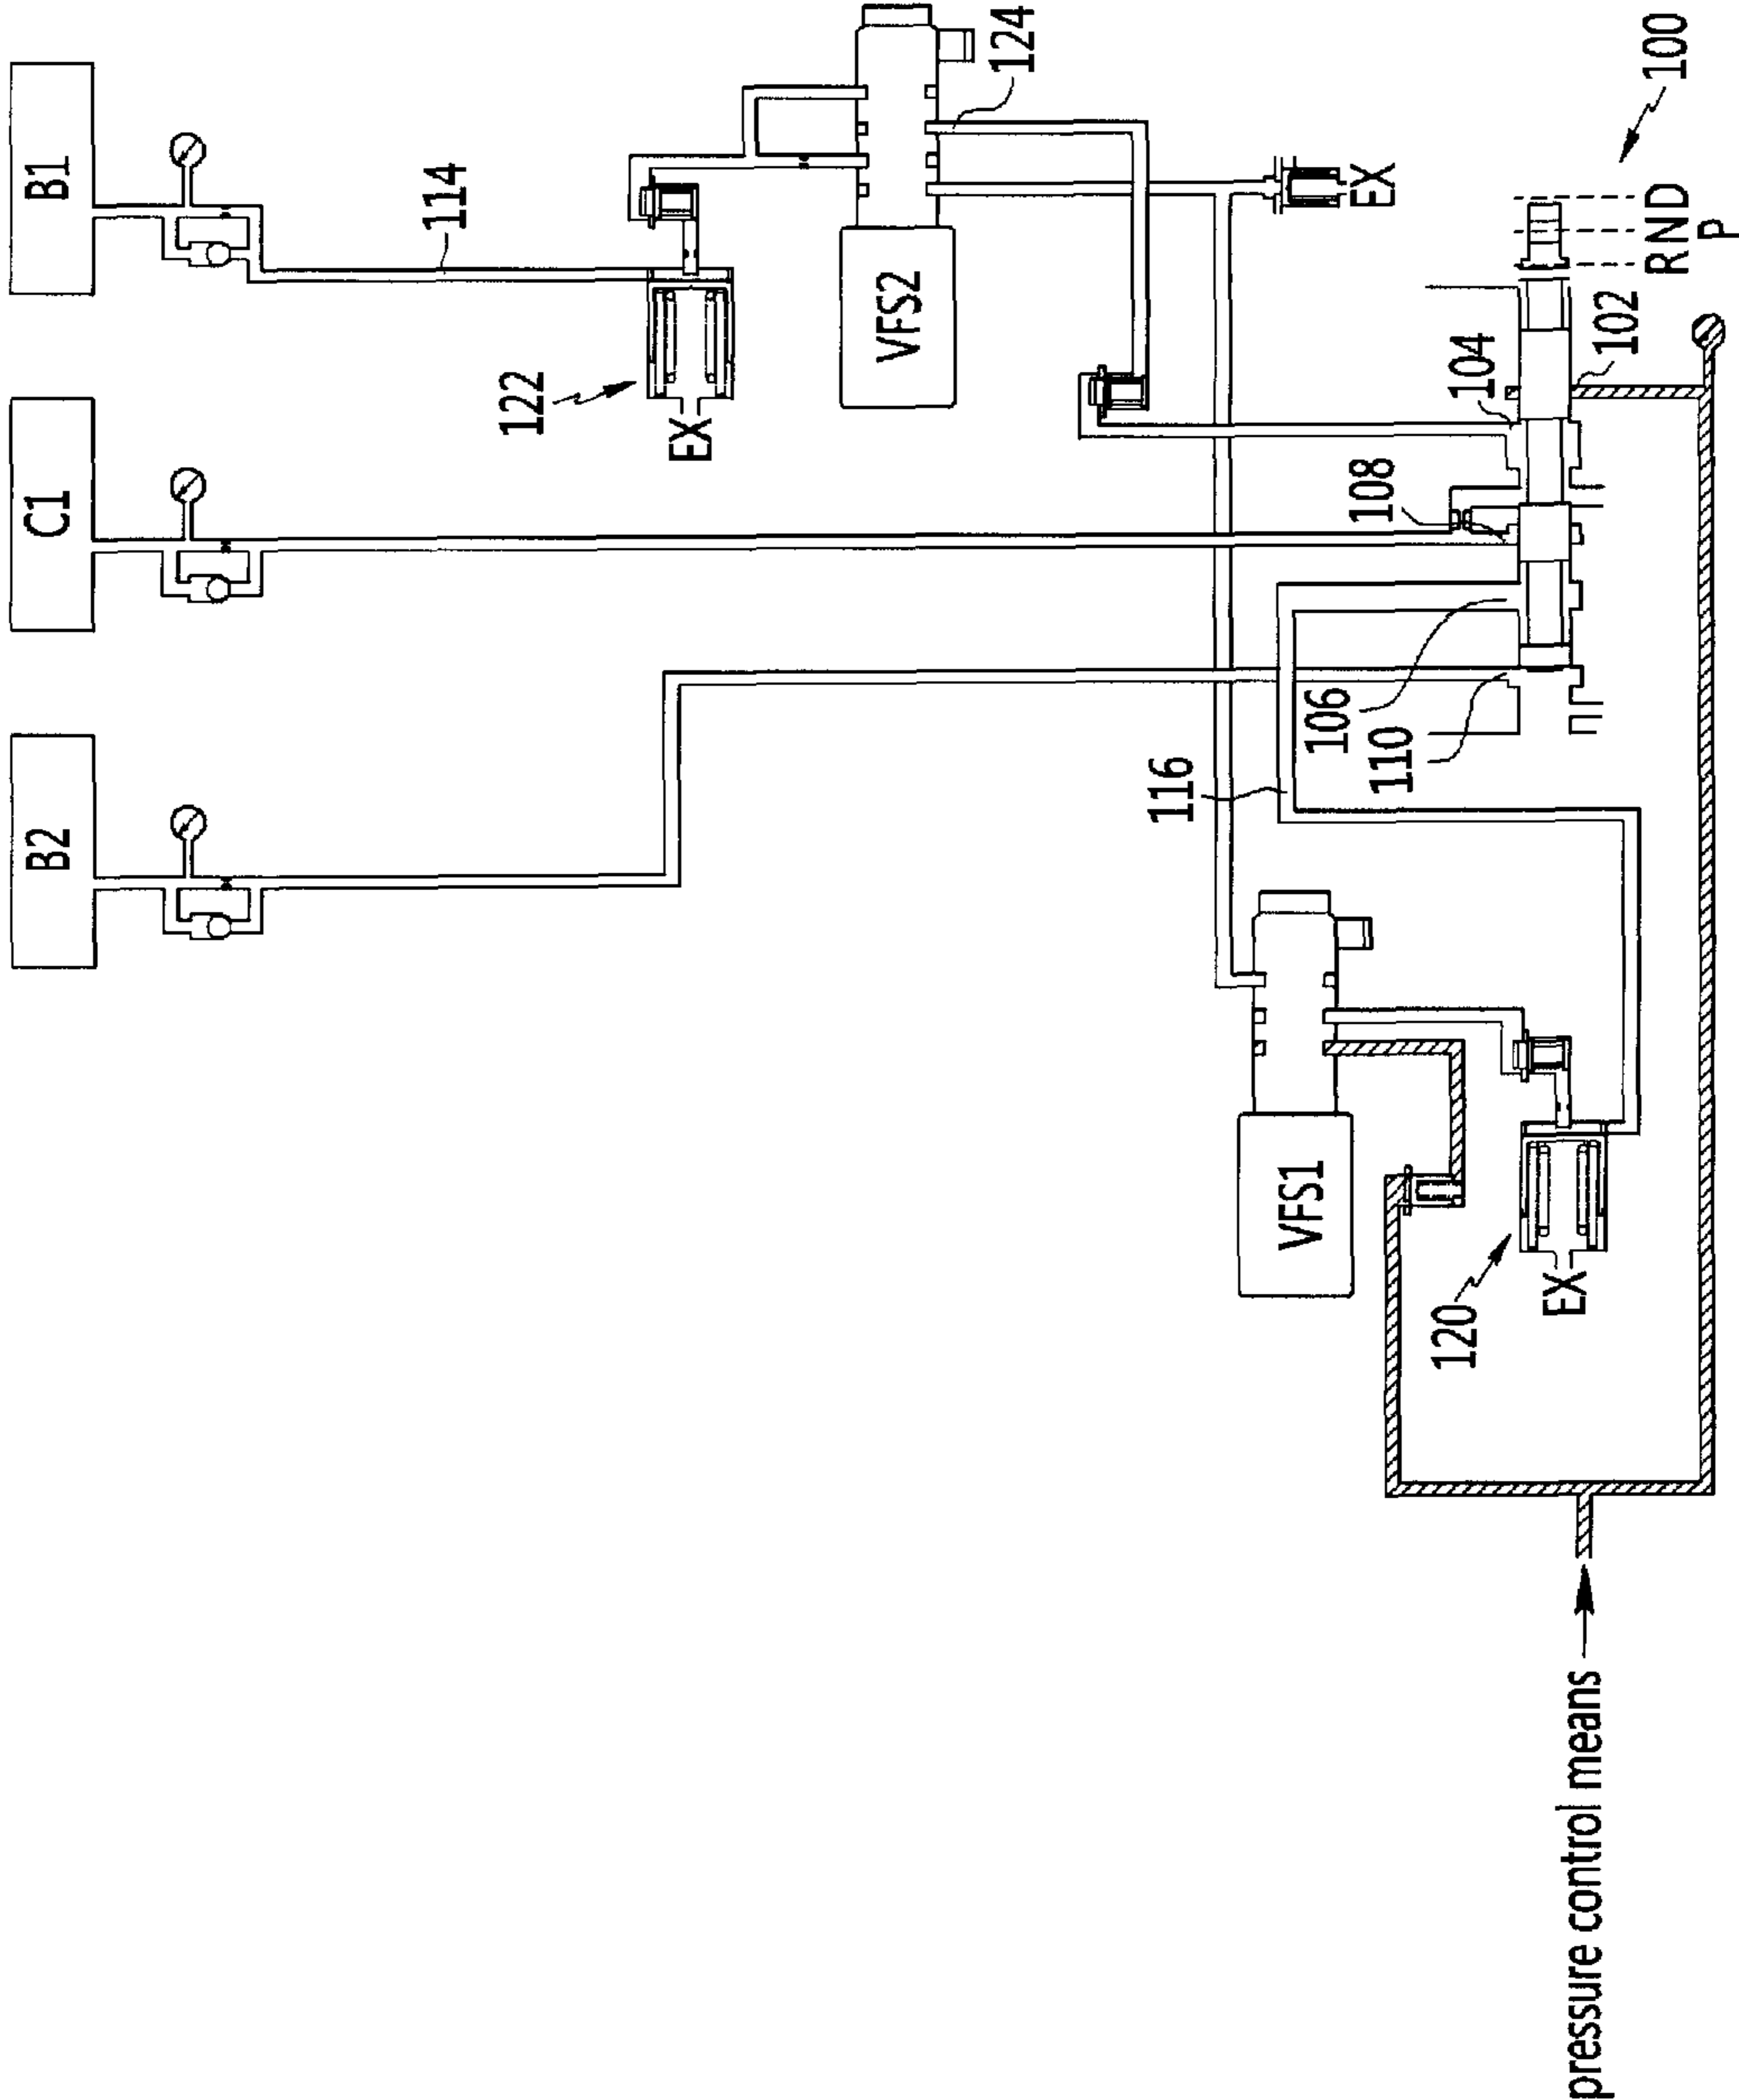 B1
C1
B2
114
122
EX
VFS2
124
EX
100
RND
P
102
104
108
106
110
116
VFS1
120
EX
pressure control means